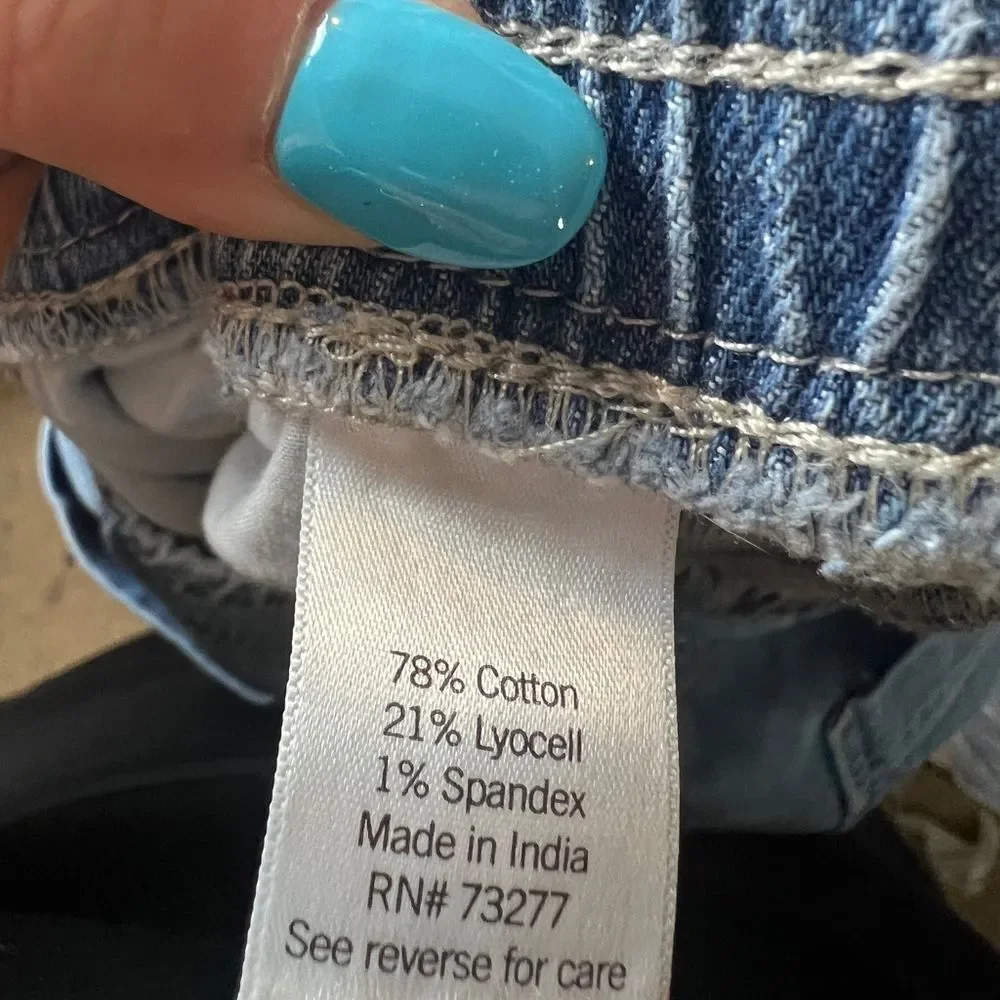 78% Cotton
21% Lyocell
1% Spandex
Made in India
RN# 73277
See reverse for care